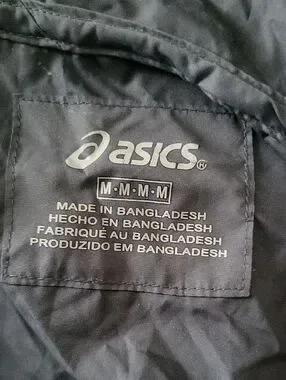 asics®
M•M•M•M
MADE IN BANGLADESH
HECHO EN BANGLADESH
FABRIQUÉ AU BANGLADESH
PRODUZIDO EM BANGLADESH